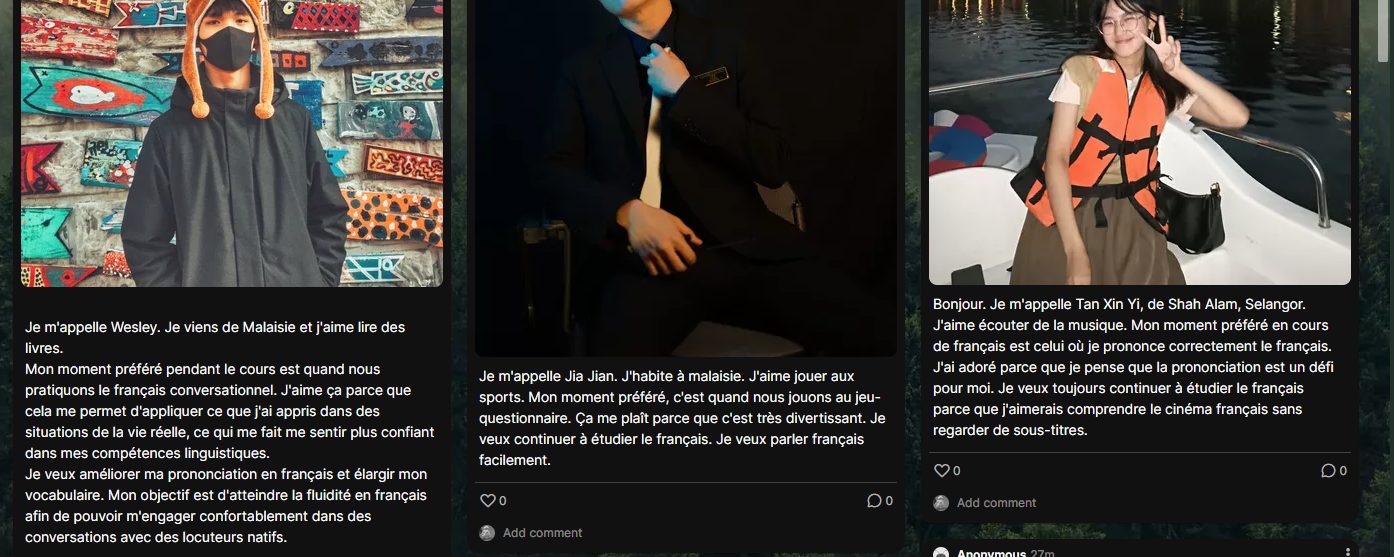 Je m'appelle Wesley. Je viens de Malaisie et j'aime lire des
livres.
Mon moment préféré pendant le cours est quand nous
pratiquons le français conversationnel. J'aime ça parce que
cela me permet d'appliquer ce que j'ai appris dans des
situations de la vie réelle, ce qui me fait me sentir plus confiant
dans mes compétences linguistiques.
Je veux améliorer ma prononciation en français et élargir mon
vocabulaire. Mon objectif est d'atteindre la fluidité en français
afin de pouvoir m'engager confortablement dans des
conversations avec des locuteurs natifs.
Je m'appelle Jia Jian. J'habite à malaisie. J'aime jouer aux
sports. Mon moment préféré, c'est quand nous jouons au jeu-
questionnaire. Ça me plaît parce que c'est très divertissant. Je
veux continuer à étudier le français. Je veux parler français
facilement.
0 0
Add comment
Bonjour. Je m'appelle Tan Xin Yi, de Shah Alam, Selangor.
J'aime écouter de la musique. Mon moment préféré en cours
de français est celui où je prononce correctement le français.
J'ai adoré parce que je pense que la prononciation est un défi
pour moi. Je veux toujours continuer à étudier le français
parce que j'aimerais comprendre le cinéma français sans
regarder de sous-titres.
0 0
Add comment
Anonymous 27m